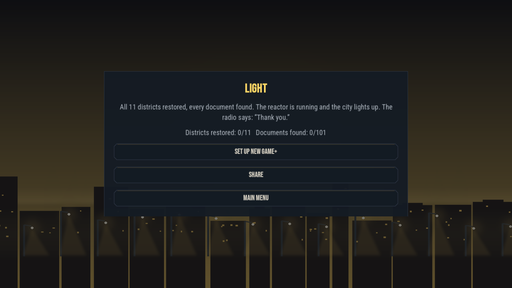 LIGHT
All 11 districts restored, every document found. The reactor is running and the city lights up. The
radio says: "Thank you."
Districts restored: 0/11 Documents found: 0/101
SET UP NEW GAME+
SHARE
MAIN MENU